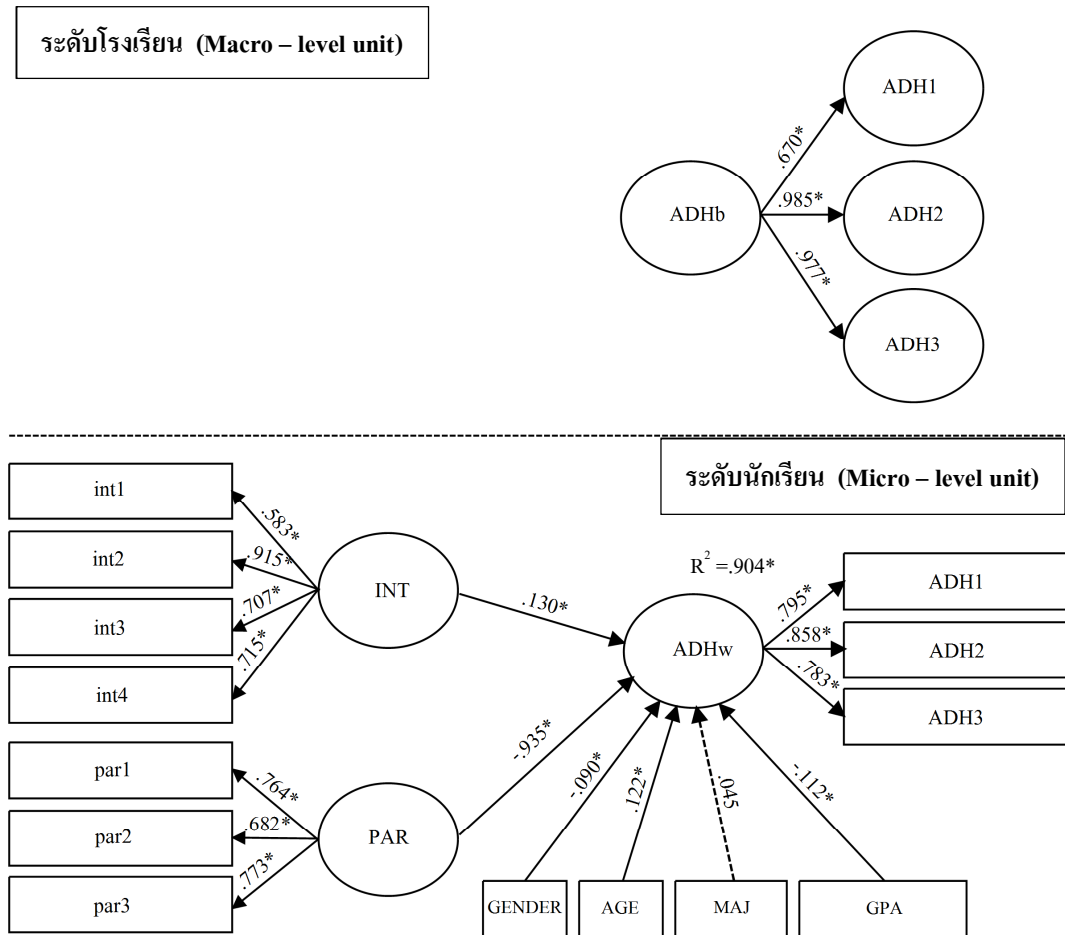 ระดับโรงเรียน (Macro – level unit)
ADH1
.670*
ADHb
.985*
ADH2
.977*
ADH3
ระดับนักเรียน (Micro – level unit)
int1
.583*
int2
.915*
INT
int3
.707*
int4
.715*
.130*
R² =.904*
ADHw
.795*
ADH1
.858*
ADH2
.783*
ADH3
par1
.764*
par2
.682*
PAR
par3
.773*
-.935*
-.090*
.122*
.045
-.112*
GENDER
AGE
MAJ
GPA